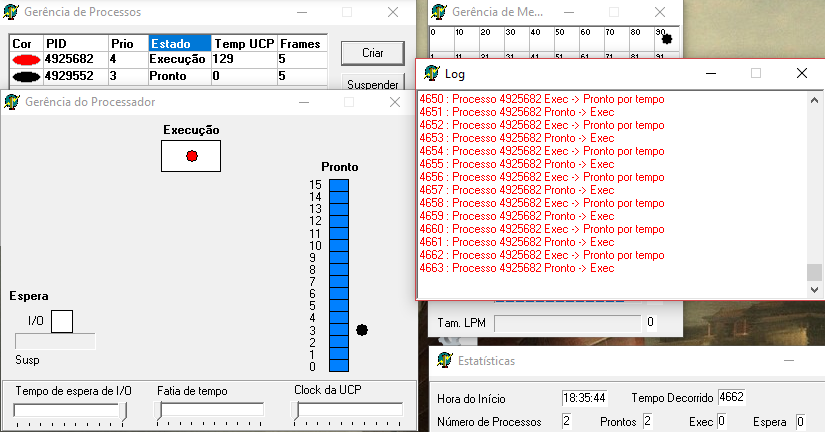 Gerência de Processos
Cor PID Prio Estado Temp UCP Frames
4925682 4 Execução 129 5
4929552 3 Pronto 0 5
Criar
Suspender
Gerência de Me...
0 10 20 30 40 50 60 70 80 90
Gerência do Processador
Execução
Pronto
15
14
13
12
11
10
9
8
7
6
5
4
3
2
1
0
Espera
I/O
Susp
Tempo de espera de I/O
Fatia de tempo
Clock da UCP
Log
4650 : Processo 4925682 Exec -> Pronto por tempo
4651 : Processo 4925682 Pronto -> Exec
4652 : Processo 4925682 Exec -> Pronto por tempo
4653 : Processo 4925682 Pronto -> Exec
4654 : Processo 4925682 Exec -> Pronto por tempo
4655 : Processo 4925682 Pronto -> Exec
4656 : Processo 4925682 Exec -> Pronto por tempo
4657 : Processo 4925682 Pronto -> Exec
4658 : Processo 4925682 Exec -> Pronto por tempo
4659 : Processo 4925682 Pronto -> Exec
4660 : Processo 4925682 Exec -> Pronto por tempo
4661 : Processo 4925682 Pronto -> Exec
4662 : Processo 4925682 Exec -> Pronto por tempo
4663 : Processo 4925682 Pronto -> Exec
Tam. LPM 0
Estatísticas
Hora do Início 18:35:44 Tempo Decorrido 4662
Número de Processos 2 Prontos 2 Exec 0 Espera 0